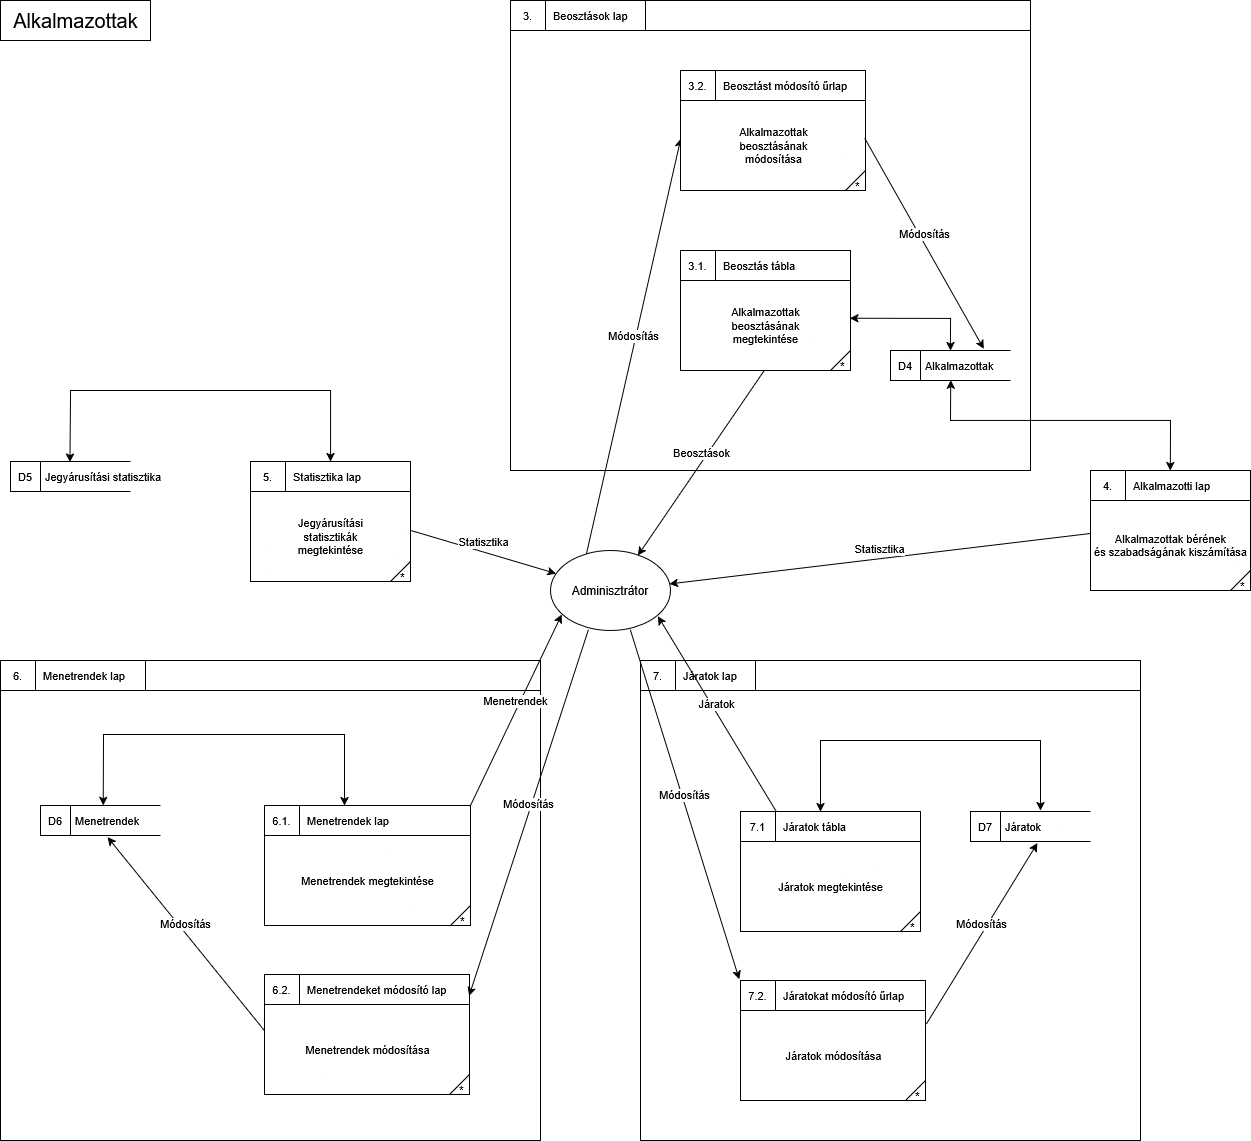 Alkalmazottak
3.
Beosztások lap
3.2.
Beosztást módosító űrlap
Alkalmazottak
beosztásának
módosítása
*
Módosítás
3.1.
Beosztás tábla
Alkalmazottak
beosztásának
megtekintése
*
Módosítás
D4
Alkalmazottak
Beosztások
D5
Jegyárusítási statisztika
5.
Statisztika lap
Jegyárusítási
statisztikák
megtekintése
*
Statisztika
4.
Alkalmazotti lap
Alkalmazottak bérének
és szabadságának kiszámítása
*
Statisztika
Adminisztrátor
6.
Menetrendek lap
Menetrendek
D6
Menetrendek
6.1.
Menetrendek lap
Menetrendek megtekintése
*
Módosítás
Módosítás
6.2.
Menetrendeket módosító lap
Menetrendek módosítása
*
7.
Járatok lap
Járatok
Módosítás
7.1
Járatok tábla
Járatok megtekintése
*
D7
Járatok
Módosítás
7.2.
Járatokat módosító űrlap
Járatok módosítása
*